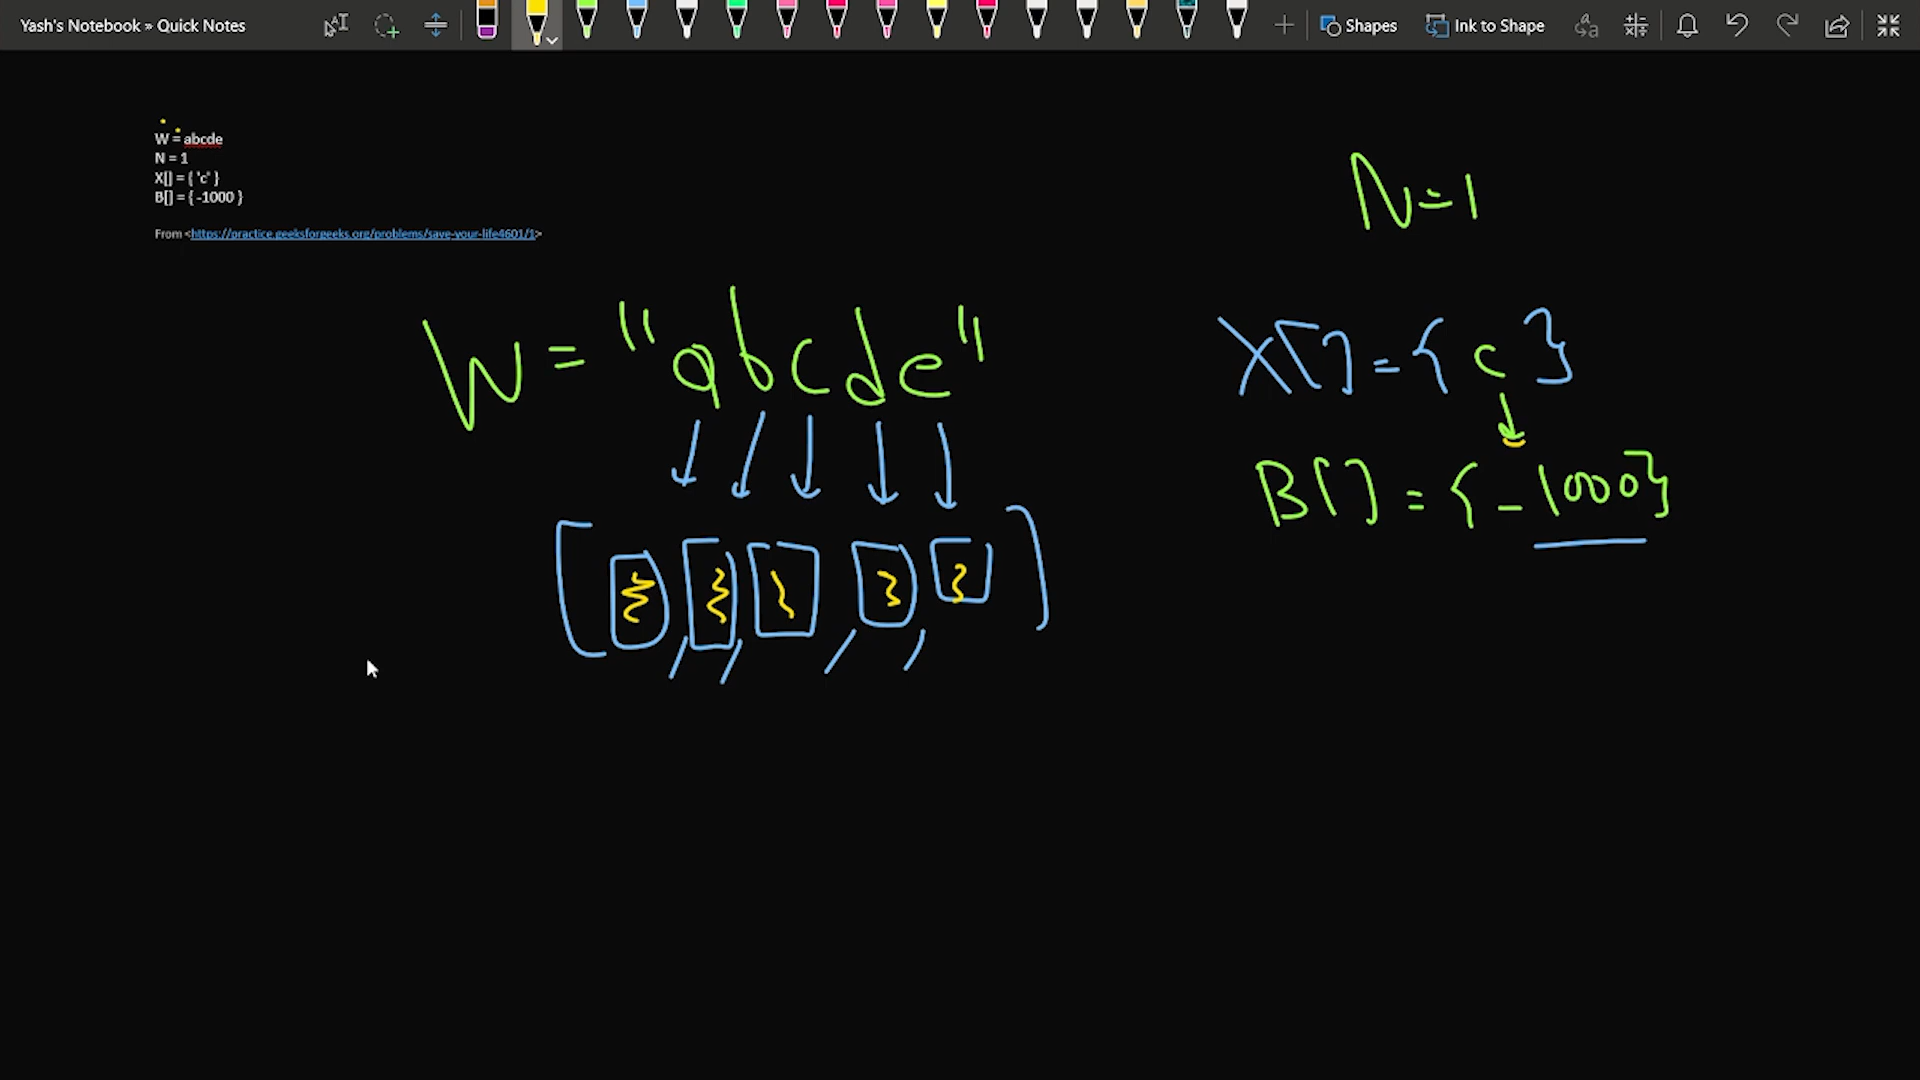 Yash's Notebook » Quick Notes
Shapes
Ink to Shape
W = abcde
N = 1
X[] = { 'c' }
B[] = { -1000 }
From <https://practice.geeksforgeeks.org/problems/save-your-life4601/1>
N=1
W = "abcde"
X[] = { c }
B[] = { -1000}